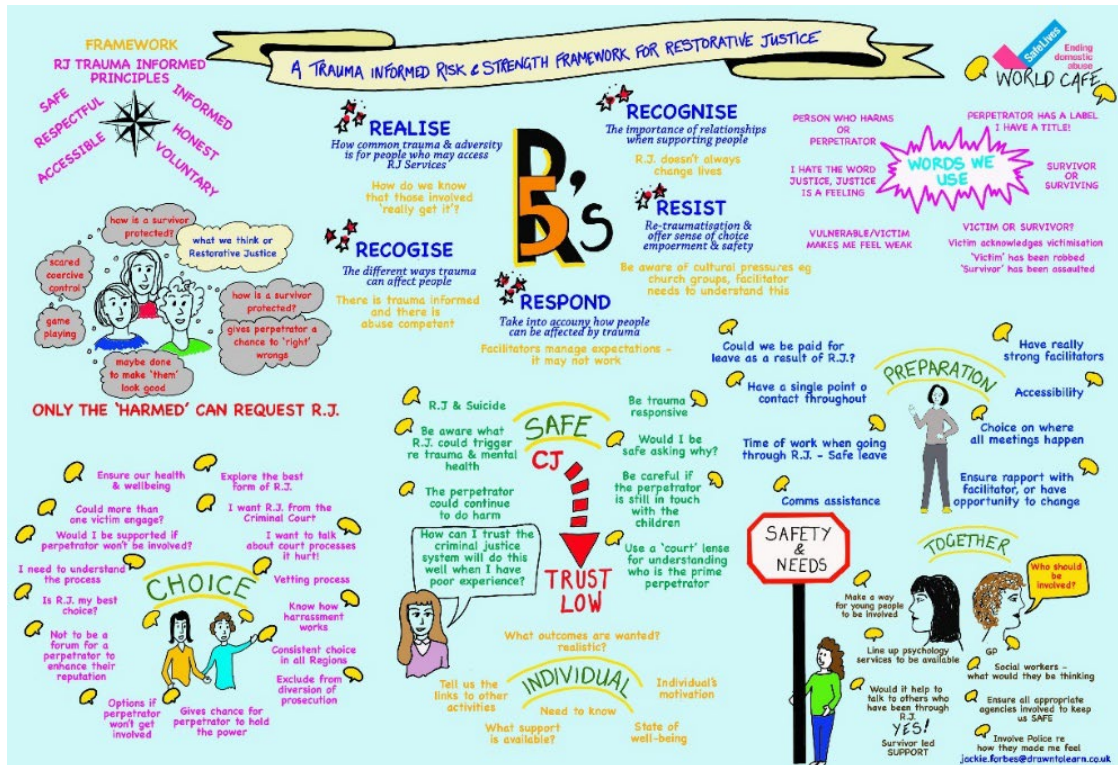 A TRAUMA INFORMED RISK & STRENGTH FRAMEWORK FOR RESTORATIVE JUSTICE
FRAMEWORK
RJ TRAUMA INFORMED
PRINCIPLES
SAFE
RESPECTFUL
ACCESSIBLE
INFORMED
HONEST
VOLUNTARY
SafeLives
Ending
domestic
abuse
WORLD CAFE
5R's
REALISE
How common trauma & adversity
is for people who may access
RJ Services
How do we know
that those involved
'really get it'?
RECOGNISE
The importance of relationships
when supporting people
R.J. doesn't always
change lives
RECOGISE
The different ways trauma
can affect people
There is trauma informed
and there is
abuse competent
RESIST
Re-traumatisation &
offer sense of choice
empoerment & safety
Be aware of cultural pressures eg
church groups, facilitator
needs to understand this
RESPOND
Take into accouny how people
can be affected by trauma
Facilitators manage expectations -
it may not work
WORDS WE
USE
PERSON WHO HARMS
OR
PERPETRATOR
PERPETRATOR HAS A LABEL
I HAVE A TITLE!
I HATE THE WORD
JUSTICE, JUSTICE
IS A FEELING
SURVIVOR
OR
SURVIVING
VULNERABLE/VICTIM
MAKES ME FEEL WEAK
VICTIM OR SURVIVOR?
Victim acknowledges victimisation
'Victim' has been robbed
'Survivor' has been assaulted
how is a survivor
protected?
what we think or
Restorative Justice
scared
coercive
control
how is a survivor
protected?
game
playing
gives perpetrator a
chance to 'right'
wrongs
maybe done
to make 'them'
look good
ONLY THE 'HARMED' CAN REQUEST R.J.
SAFE
R.J & Suicide
Be aware what
R.J. could trigger
re trauma & mental
health
The perpetrator
could continue
to do harm
How can I trust the
criminal justice
system will do this
well when I have
poor experience?
CJ
TRUST
LOW
Be trauma
responsive
Would I be
safe asking why?
Be careful if
the perpetrator
is still in touch
with the
children
Use a 'court' lense
for understanding
who is the prime
perpetrator
PREPARATION
Could we be paid for
leave as a result of R.J.?
Have a single point o
contact throughout
Time of work when going
through R.J. - Safe leave
Comms assistance
Have really
strong facilitators
Accessibility
Choice on where
all meetings happen
Ensure rapport with
facilitator, or have
opportunity to change
CHOICE
Ensure our health
& wellbeing
Could more than
one victim engage?
Would I be supported if
perpetrator won't be involved?
I need to understand
the process
Is R.J. my best
choice?
Not to be a
forum for a
perpetrator to
enhance their
reputation
Options if
perpetrator
won't get
involved
Explore the best
form of R.J.
I want R.J. from the
Criminal Court
I want to talk
about court processes
it hurt!
Vetting process
Know how
harrassment
works
Consistent choice
in all Regions
Exclude from
diversion of
prosecution
Gives chance for
perpetrator to hold
the power
INDIVIDUAL
What outcomes are wanted?
realistic?
Tell us the
links to other
activities
Need to know
Individual's
motivation
What support
is available?
State of
well-being
SAFETY
&
NEEDS
TOGETHER
Who should
be
involved?
Make a way
for young people
to be involved
Line up psychology
services to be available
Would it help to
talk to others who
have been through
R.J.
YES!
Survivor led
SUPPORT
GP
Social workers -
what would they be thinking
Ensure all appropriate
agencies involved to keep
us SAFE
Involve Police re
how they made me feel
jackie.forbes@drawntolearn.co.uk